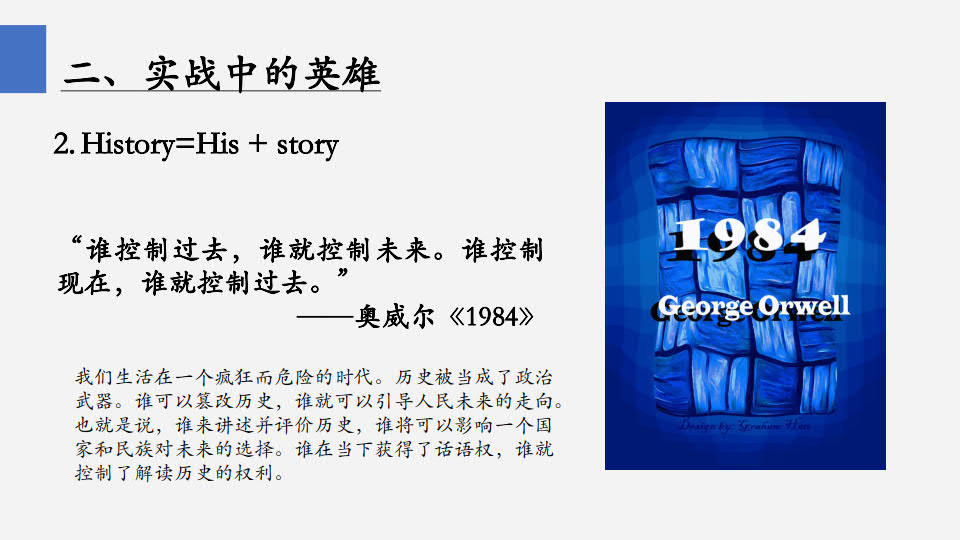 二、实战中的英雄
2. History=His + story
“谁控制过去，谁就控制未来。谁控制
现在，谁就控制过去。”
——奥威尔《1984》
我们生活在一个疯狂而危险的时代。历史被当成了政治
武器。谁可以篡改历史，谁就可以引导人民未来的走向。
也就是说，谁来讲述并评价历史，谁将可以影响一个国
家和民族对未来的选择。谁在当下获得了话语权，谁就
控制了解读历史的权利。
1984
George Orwell
Design by: Graham